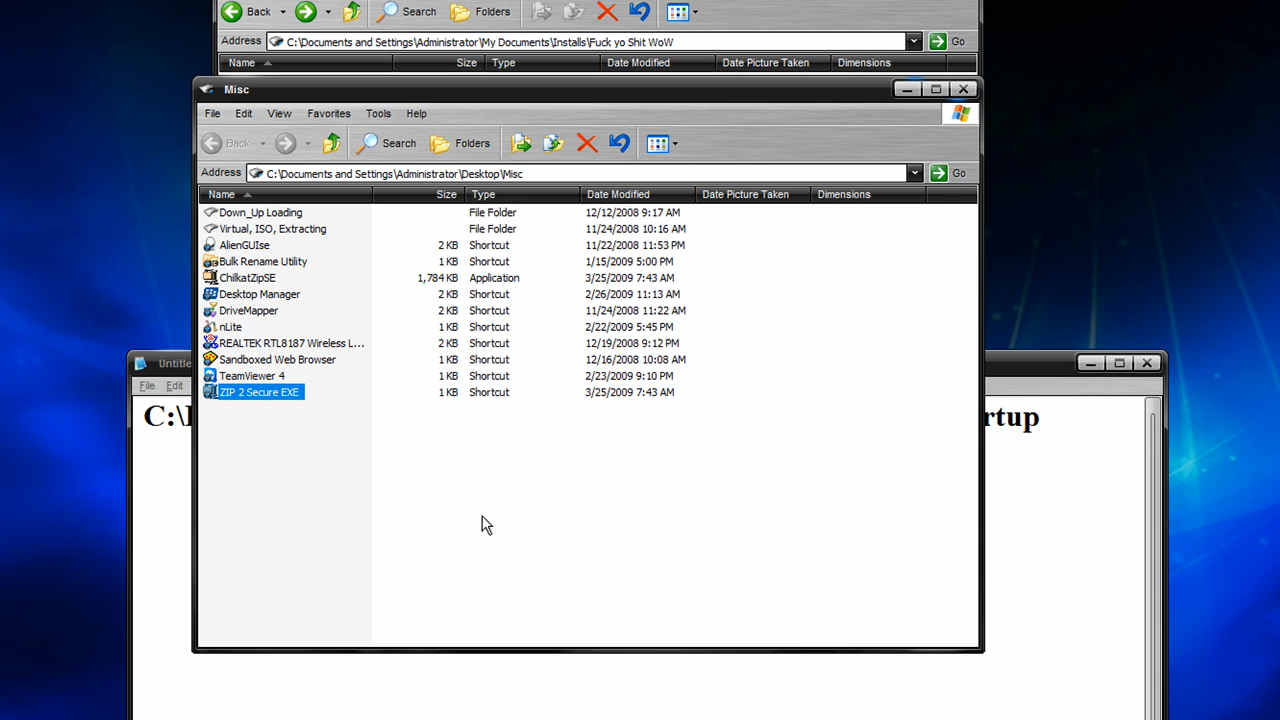 Back Search Folders
Address C:\Documents and Settings\Administrator\My Documents\Installs\Fuck yo Shit WoW Go
Name Size Type Date Modified Date Picture Taken Dimensions
Misc
File Edit View Favorites Tools Help
Back Search Folders
Address C:\Documents and Settings\Administrator\Desktop\Misc Go
Name Size Type Date Modified Date Picture Taken Dimensions
Down_Up Loading File Folder 12/12/2008 9:17 AM
Virtual, ISO, Extracting File Folder 11/24/2008 10:16 AM
AlienGUIse 2 KB Shortcut 11/22/2008 11:53 PM
Bulk Rename Utility 1 KB Shortcut 1/15/2009 5:00 PM
ChilkatZipSE 1,784 KB Application 3/25/2009 7:43 AM
Desktop Manager 2 KB Shortcut 2/26/2009 11:13 AM
DriveMapper 2 KB Shortcut 11/24/2008 11:22 AM
nLite 1 KB Shortcut 2/22/2009 5:45 PM
REALTEK RTL8187 Wireless L... 2 KB Shortcut 12/19/2008 9:12 PM
Sandboxed Web Browser 1 KB Shortcut 12/16/2008 10:08 AM
TeamViewer 4 1 KB Shortcut 2/23/2009 9:10 PM
ZIP 2 Secure EXE 1 KB Shortcut 3/25/2009 7:43 AM
Untitle
File Edit
C:\ rtup